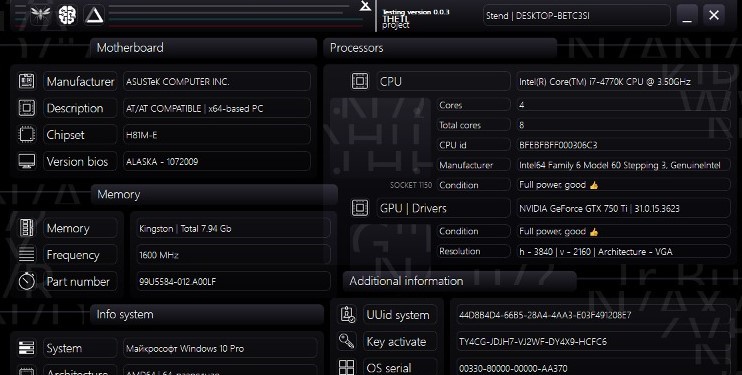 Testing version 0.0.3
THETL
project
Stend | DESKTOP-BETC3SI
Motherboard
Manufacturer ASUSTeK COMPUTER INC.
Description AT/AT COMPATIBLE | x64-based PC
Chipset H81M-E
Version bios ALASKA - 1072009
Memory
Memory Kingston | Total 7.94 Gb
Frequency 1600 MHz
Part number 99U5584-012.A00LF
Info system
System Майкрософт Windows 10 Pro
Processors
CPU Intel(R) Core(TM) i7-4770K CPU @ 3.50GHz
Cores 4
Total cores 8
CPU id BFEBFBFF000306C3
Manufacturer Intel64 Family 6 Model 60 Stepping 3, GenuineIntel
SOCKET 1150
Condition Full power, good 👍
GPU | Drivers NVIDIA GeForce GTX 750 Ti | 31.0.15.3623
Condition Full power, good 👍
Resolution h - 3840 | v - 2160 | Architecture - VGA
Additional information
UUid system 44D8B4D4-66B5-28A4-4AA3-E03F491208E7
Key activate TY4CG-JDJH7-VJ2WF-DY4X9-HCFC6
OS serial 00330-80000-00000-AA370